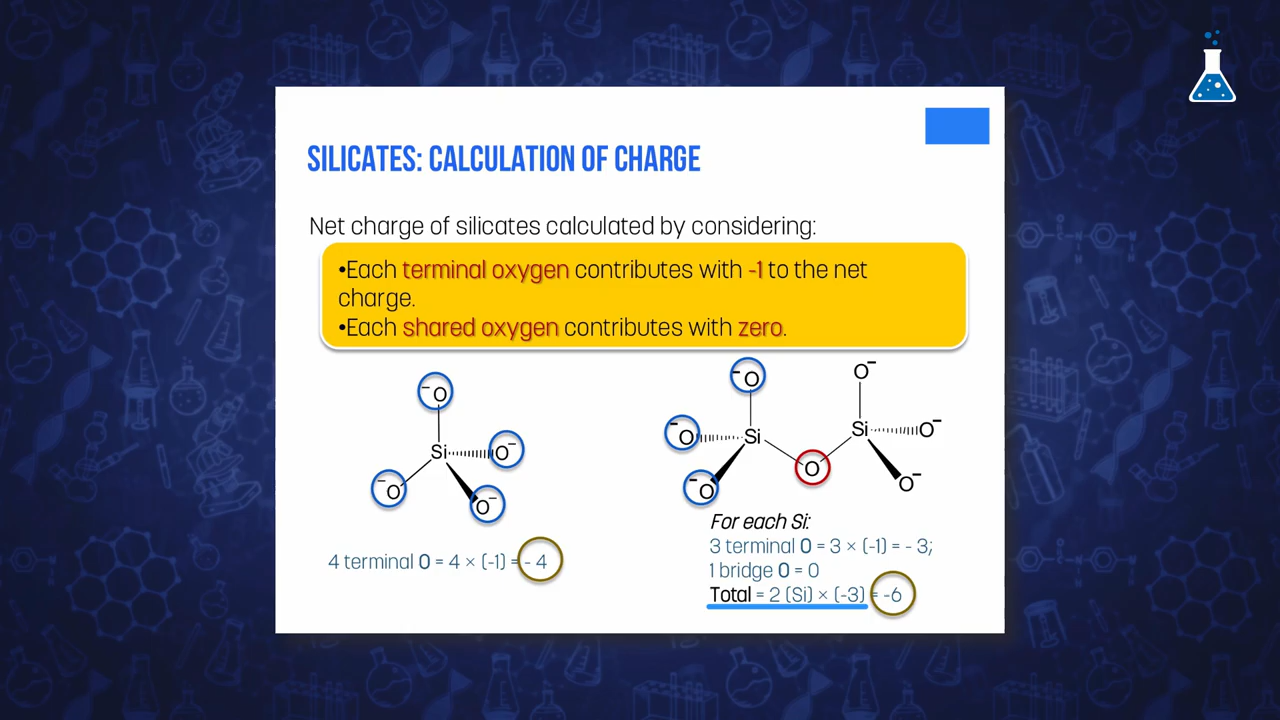 SILICATES: CALCULATION OF CHARGE
Net charge of silicates calculated by considering:
•Each terminal oxygen contributes with -1 to the net
charge.
•Each shared oxygen contributes with zero.
⁻O
Si
O⁻
⁻O
O⁻
4 terminal O = 4 × (-1) = - 4
⁻O
O⁻
⁻O
Si
Si
O⁻
⁻O
O
O⁻
For each Si:
3 terminal O = 3 × (-1) = - 3;
1 bridge O = 0
Total = 2 (Si) × (-3) = -6